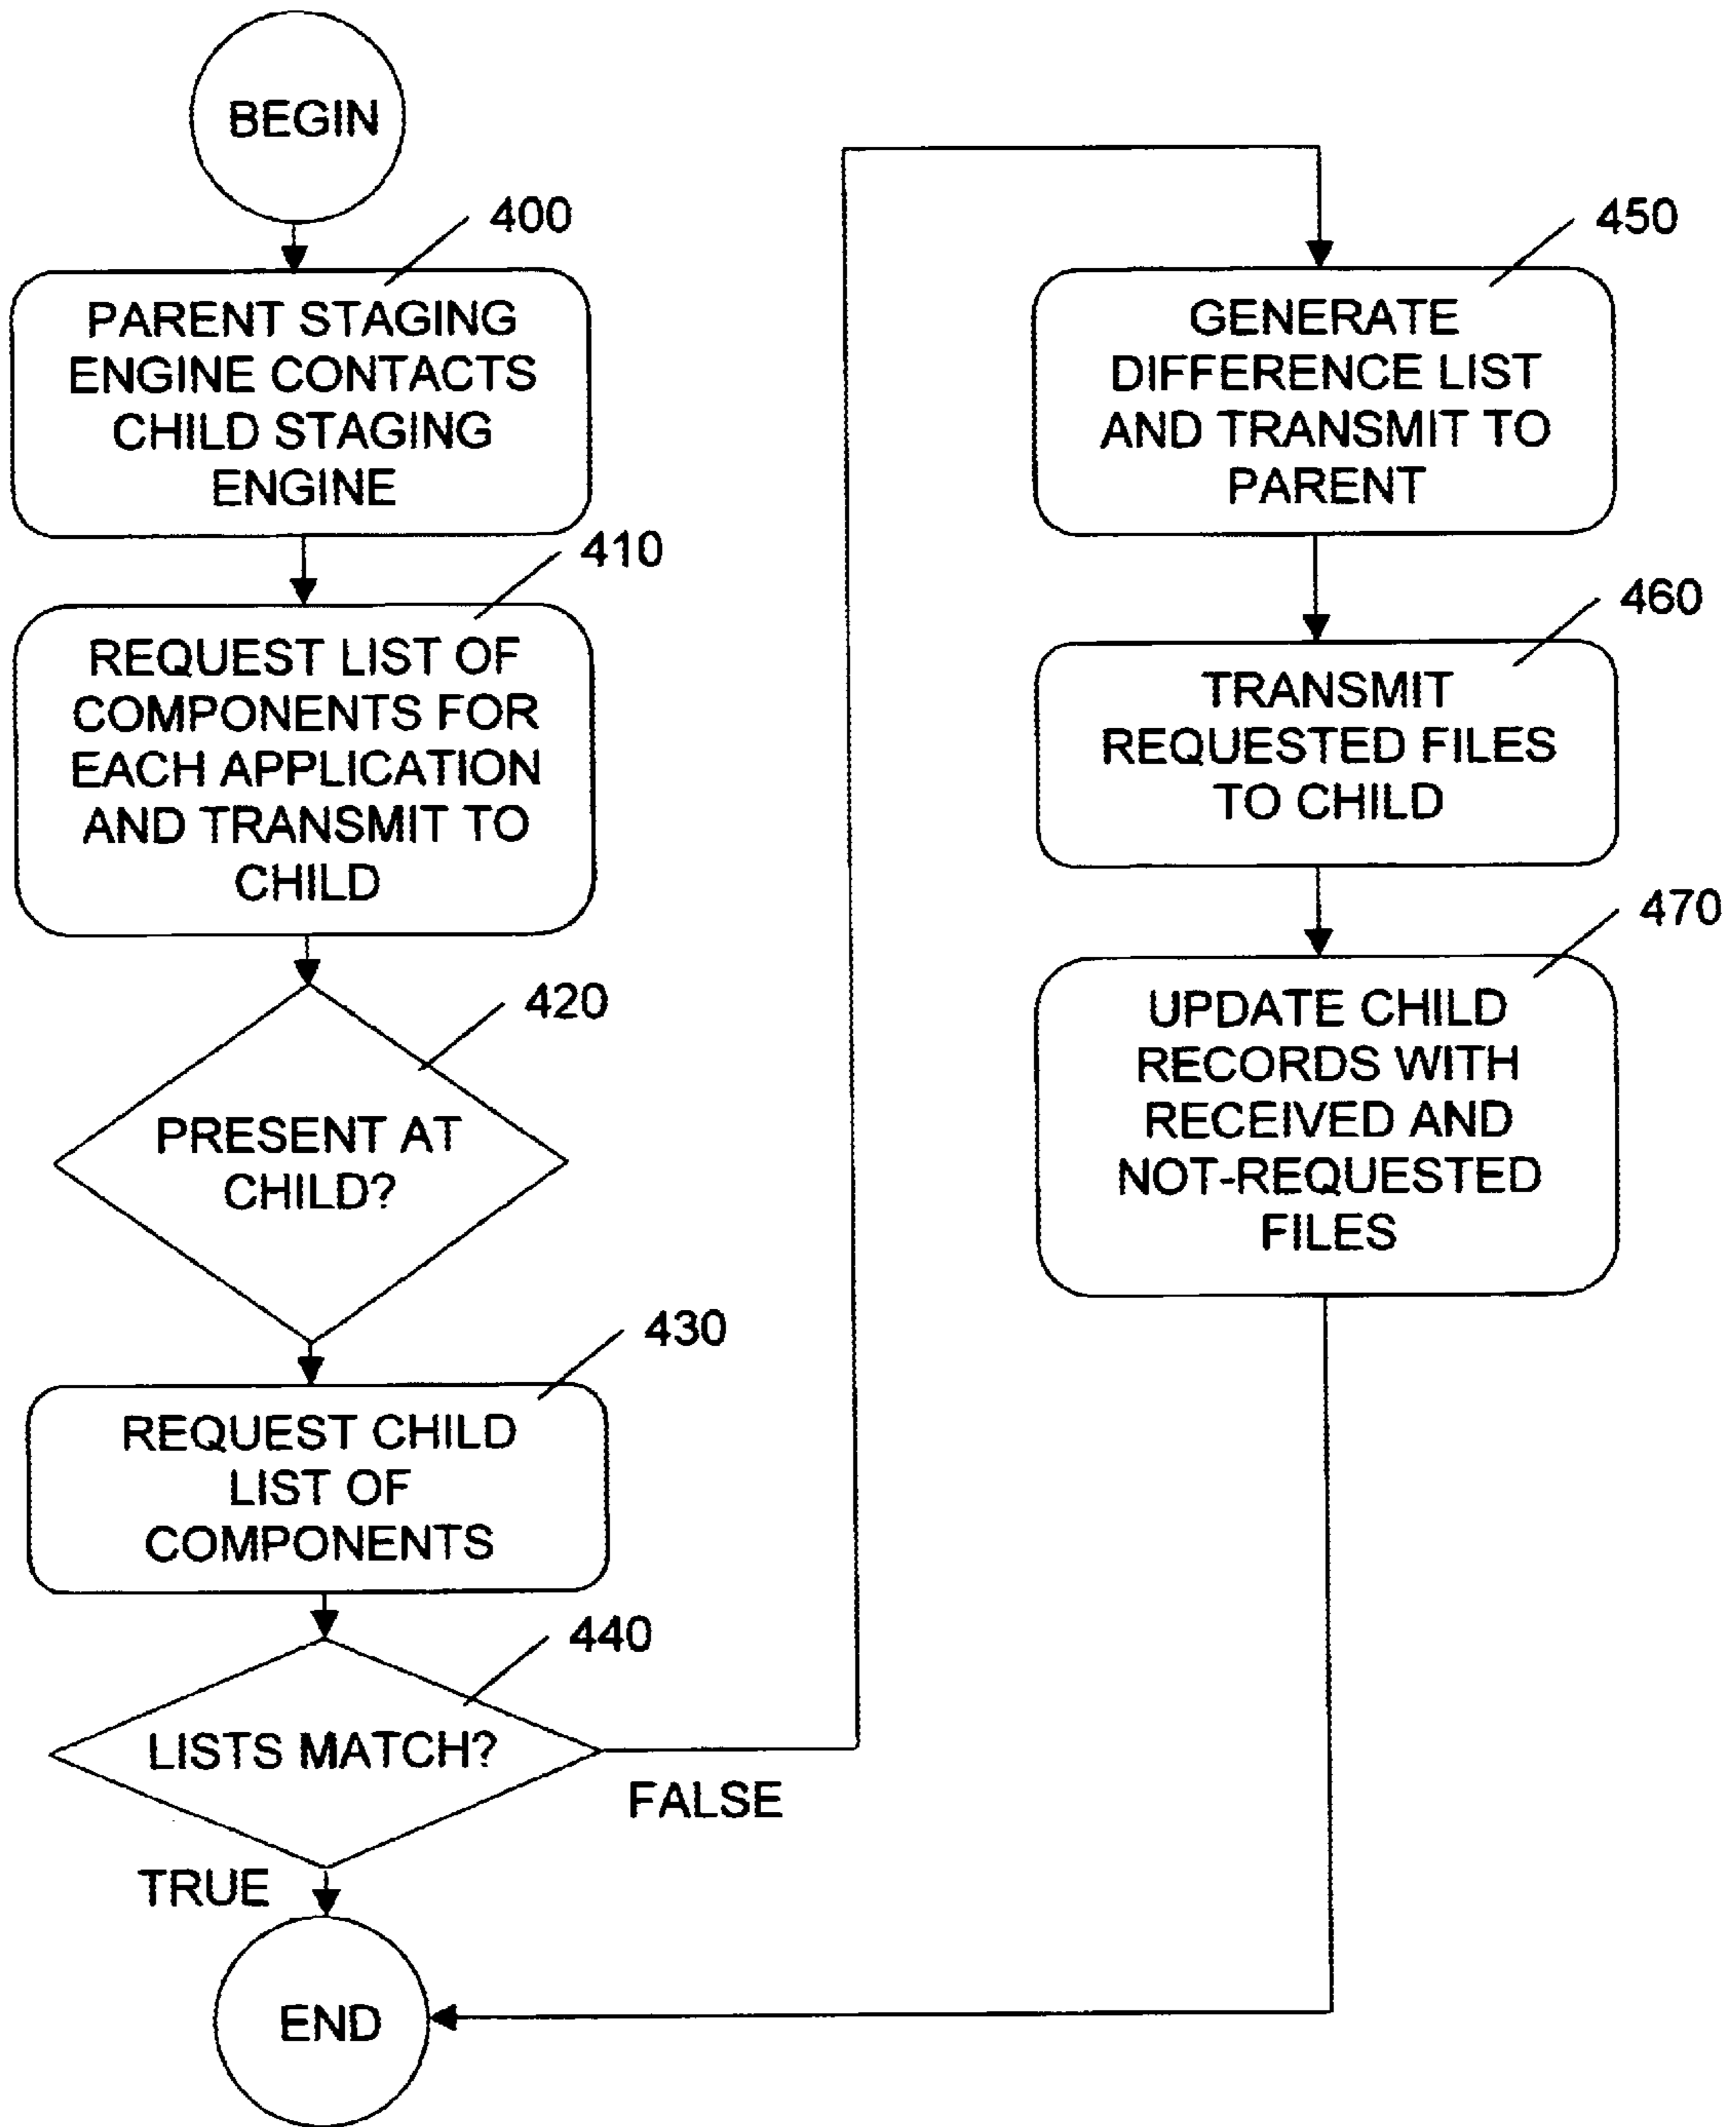 BEGIN
400
PARENT STAGING
ENGINE CONTACTS
CHILD STAGING
ENGINE
410
REQUEST LIST OF
COMPONENTS FOR
EACH APPLICATION
AND TRANSMIT TO
CHILD
420
PRESENT AT
CHILD?
430
REQUEST CHILD
LIST OF
COMPONENTS
440
LISTS MATCH?
FALSE
TRUE
END
450
GENERATE
DIFFERENCE LIST
AND TRANSMIT TO
PARENT
460
TRANSMIT
REQUESTED FILES
TO CHILD
470
UPDATE CHILD
RECORDS WITH
RECEIVED AND
NOT-REQUESTED
FILES